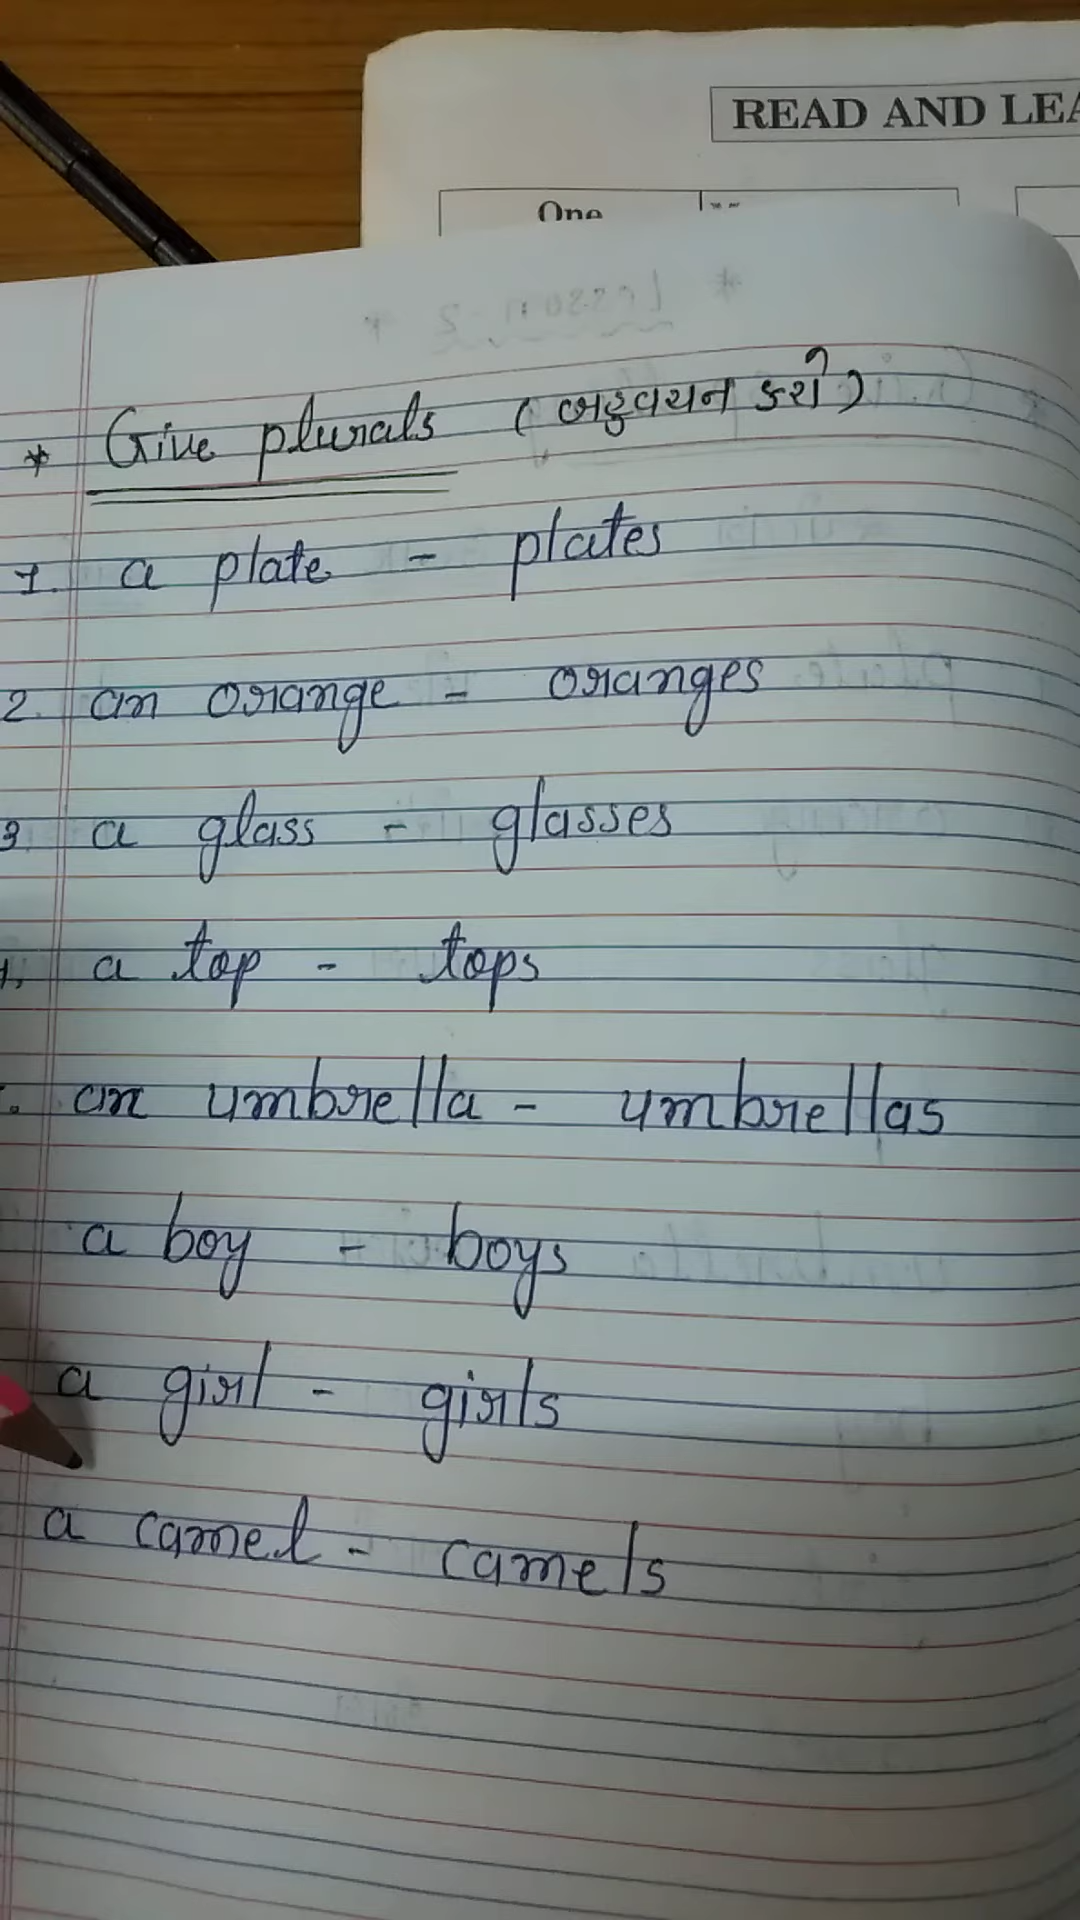 READ AND LEA
One
* Give plurals (બહુવચન કરો)
1. a plate - plates
2. an orange - oranges
3 a glass - glasses
a top - tops
an umbrella - umbrellas
a boy - boys
a girl - girls
a camel - camels